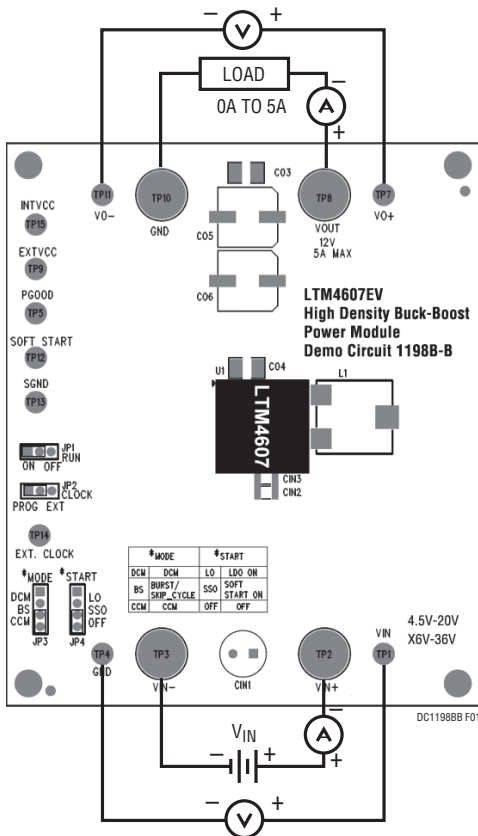 − V +
LOAD
−
0A TO 5A
A
+
TP11
TP10
TP8
TP7
CO3
INTVCC
TP15
VO-
GND
VOUT
12V
5A MAX
VO+
CO5
EXTVCC
TP9
CO6
PGOOD
TP5
LTM4607EV
High Density Buck-Boost
Power Module
Demo Circuit 1198B-B
SOFT START
TP12
SGND
TP13
U1
CO4
L1
LTM4607
JP1
RUN
ON OFF
JP2
CLOCK
PROG EXT
CIN3
CIN2
TP14
EXT. CLOCK
*MODE *START
DCM DCM LO LDO ON
BS BURST/SKIP_CYCLE SSO SOFT START ON
CCM CCM OFF OFF
*MODE *START
DCM
BS
CCM
LO
SSO
OFF
JP3 JP4
4.5V-20V
X6V-36V
VIN
TP4
GND
TP3
VIN-
CIN1
TP2
VIN+
TP1
DC1198BB F01
−
A
+
VIN
− +
− V +